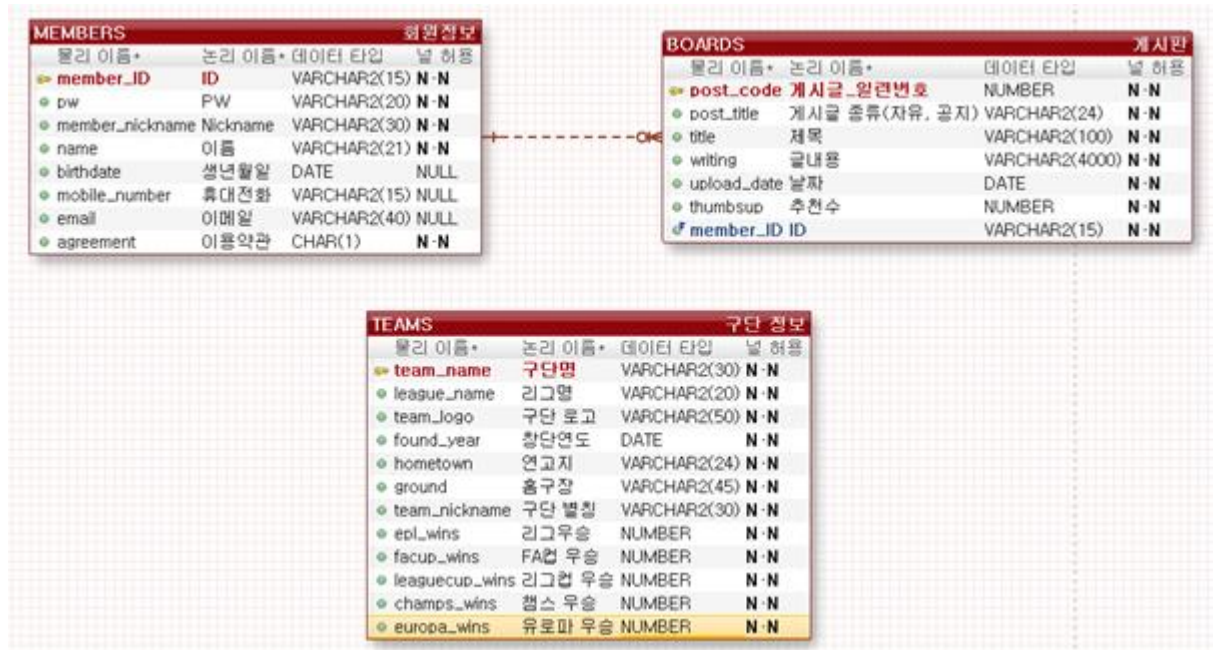 MEMBERS 회원정보
물리 이름* 논리 이름* 데이터 타입 널 허용
member_ID ID VARCHAR2(15) N-N
pw PW VARCHAR2(20) N-N
member_nickname Nickname VARCHAR2(30) N-N
name 이름 VARCHAR2(21) N-N
birthdate 생년월일 DATE NULL
mobile_number 휴대전화 VARCHAR2(15) NULL
email 이메일 VARCHAR2(40) NULL
agreement 이용약관 CHAR(1) N-N
BOARDS 게시판
물리 이름* 논리 이름* 데이터 타입 널 허용
post_code 게시글_일련번호 NUMBER N-N
post_title 게시글 종류(자유, 공지) VARCHAR2(24) N-N
title 제목 VARCHAR2(100) N-N
writing 글내용 VARCHAR2(4000) N-N
upload_date 날짜 DATE N-N
thumbsup 추천수 NUMBER N-N
member_ID ID VARCHAR2(15) N-N
TEAMS 구단 정보
물리 이름* 논리 이름* 데이터 타입 널 허용
team_name 구단명 VARCHAR2(30) N-N
league_name 리그명 VARCHAR2(20) N-N
team_logo 구단 로고 VARCHAR2(50) N-N
found_year 창단연도 DATE N-N
hometown 연고지 VARCHAR2(24) N-N
ground 홈구장 VARCHAR2(45) N-N
team_nickname 구단 별칭 VARCHAR2(30) N-N
epl_wins 리그우승 NUMBER N-N
facup_wins FA컵 우승 NUMBER N-N
leaguecup_wins 리그컵 우승 NUMBER N-N
champs_wins 챔스 우승 NUMBER N-N
europa_wins 유로파 우승 NUMBER N-N